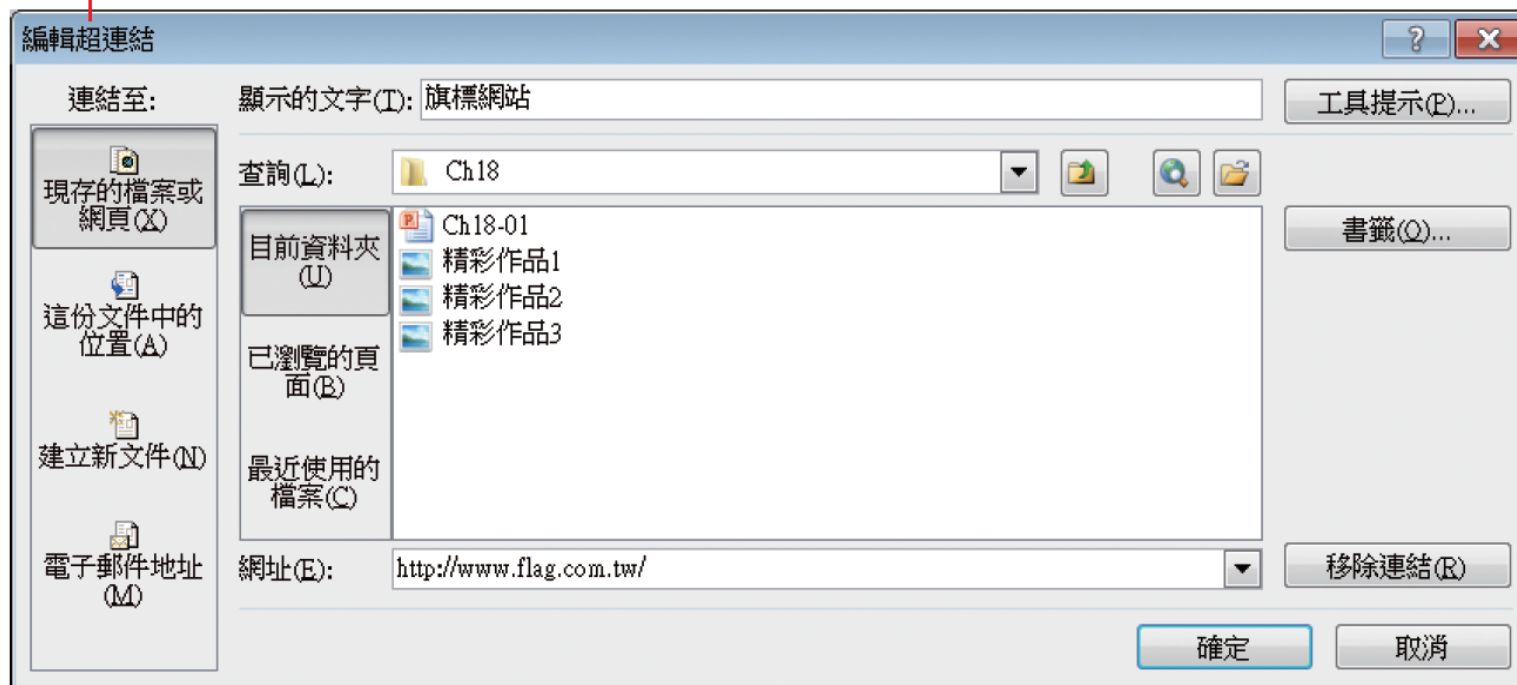 編輯超連結
連結至:
顯示的文字(T): 旗標網站
工具提示(P)...
現存的檔案或
網頁(X)
查詢(L):
Ch18
目前資料夾
(U)
Ch18-01
精彩作品1
精彩作品2
精彩作品3
書籤(O)...
這份文件中的
位置(A)
已瀏覽的頁
面(B)
建立新文件(N)
最近使用的
檔案(C)
電子郵件地址
(M)
網址(E):
http://www.flag.com.tw/
移除連結(R)
確定
取消